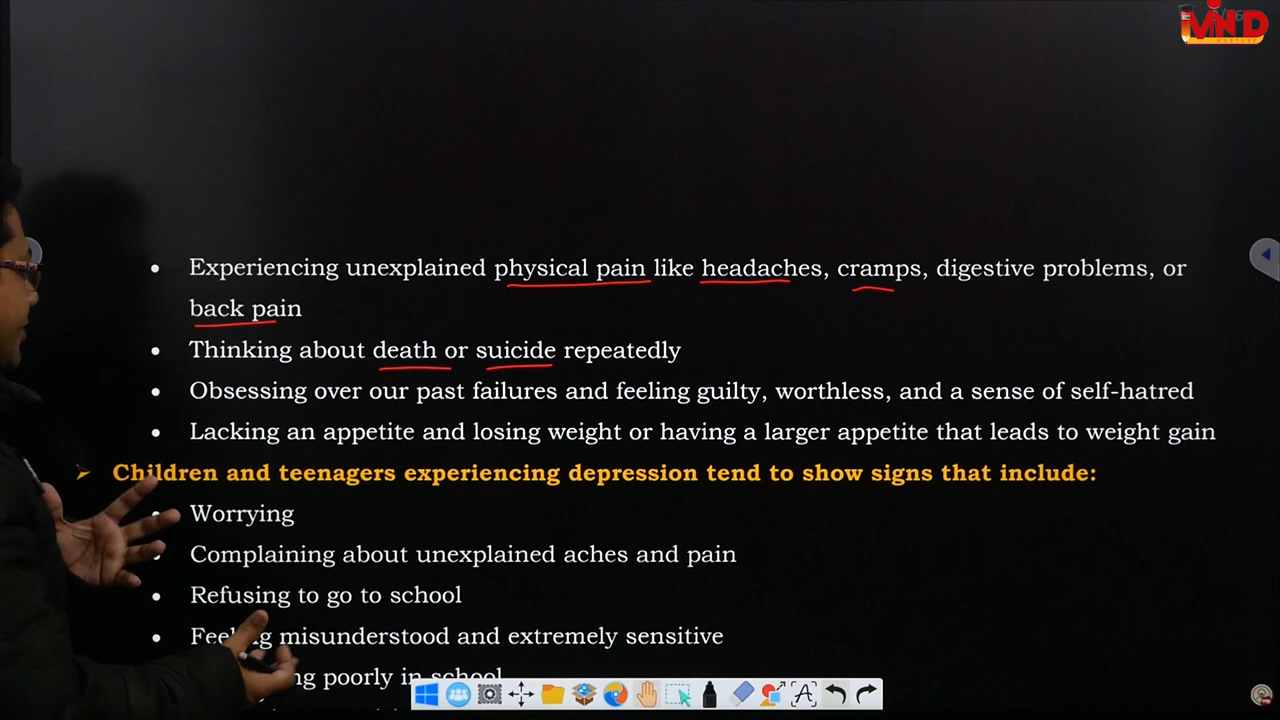 MIND
• Experiencing unexplained physical pain like headaches, cramps, digestive problems, or
back pain
• Thinking about death or suicide repeatedly
• Obsessing over our past failures and feeling guilty, worthless, and a sense of self-hatred
• Lacking an appetite and losing weight or having a larger appetite that leads to weight gain
➢ Children and teenagers experiencing depression tend to show signs that include:
• Worrying
• Complaining about unexplained aches and pain
• Refusing to go to school
• misunderstood and extremely sensitive
poorly in school